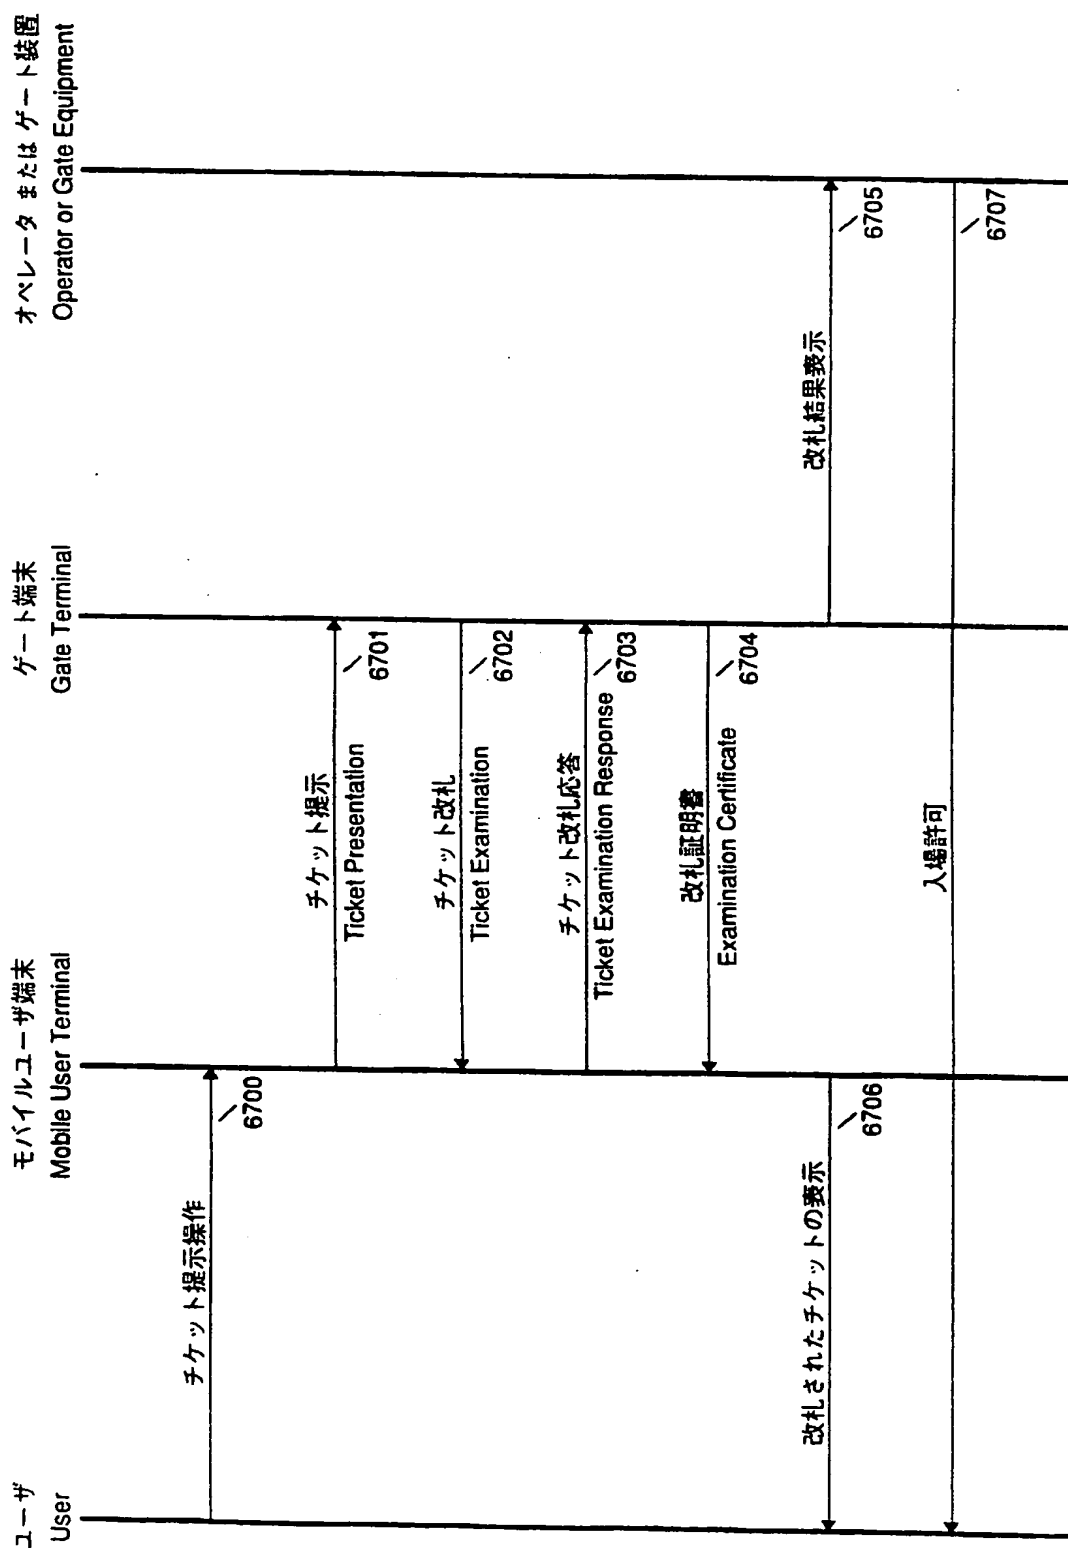 ユーザ
User
モバイルユーザ端末
Mobile User Terminal
ゲート端末
Gate Terminal
オペレータ または ゲート装置
Operator or Gate Equipment
チケット提示操作
6700
チケット提示
Ticket Presentation
6701
チケット改札
Ticket Examination
6702
チケット改札応答
Ticket Examination Response
6703
改札証明書
Examination Certificate
6704
改札結果表示
6705
改札されたチケットの表示
6706
入場許可
6707